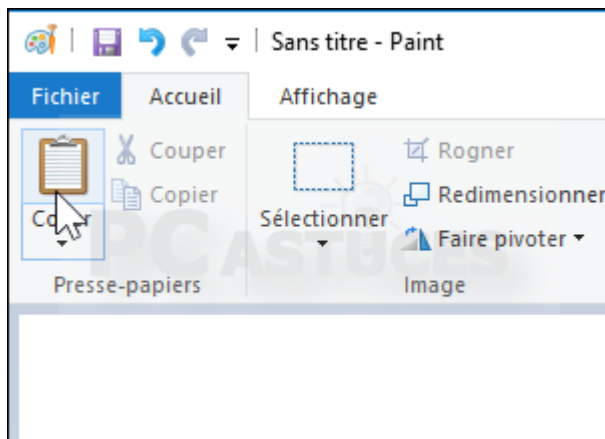 Sans titre - Paint
Fichier Accueil Affichage
Couper
Copier
Sélectionner
Rogner
Redimensionner
Faire pivoter
Presse-papiers
Image
PC ASTUCES